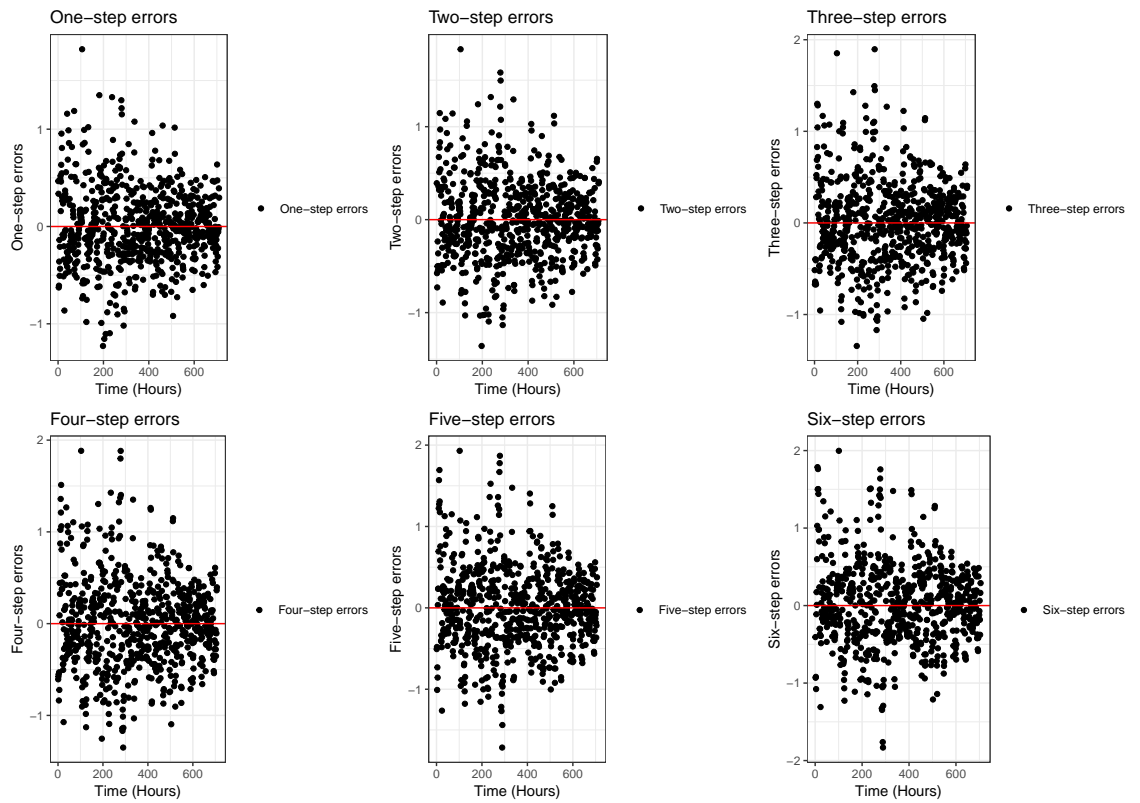 One−step errors
Two−step errors
Three−step errors
One−step errors
1
0
−1
0 200 400 600
Time (Hours)
One−step errors
Two−step errors
1
0
−1
0 200 400 600
Time (Hours)
Two−step errors
Three−step errors
2
1
0
−1
0 200 400 600
Time (Hours)
Three−step errors
Four−step errors
Five−step errors
Six−step errors
Four−step errors
2
1
0
−1
0 200 400 600
Time (Hours)
Four−step errors
Five−step errors
2
1
0
−1
0 200 400 600
Time (Hours)
Five−step errors
Six−step errors
2
1
0
−1
−2
0 200 400 600
Time (Hours)
Six−step errors